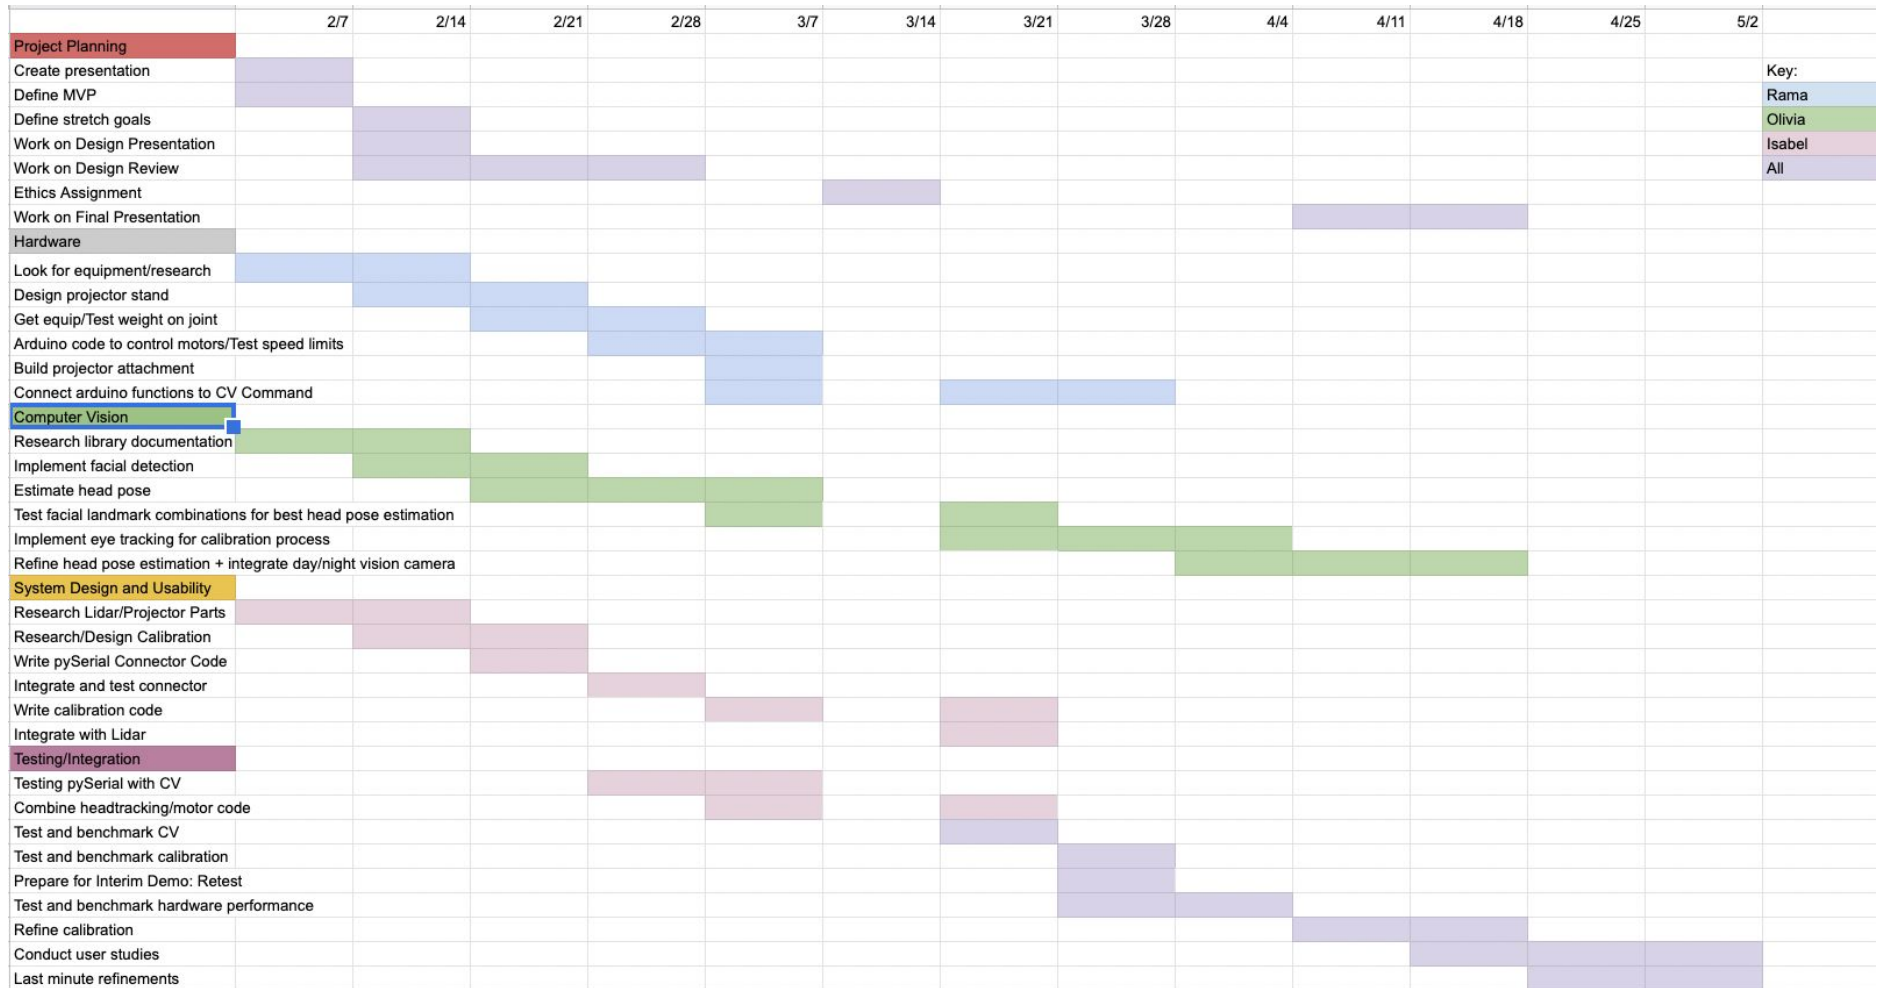 2/7 2/14 2/21 2/28 3/7 3/14 3/21 3/28 4/4 4/11 4/18 4/25 5/2
Project Planning
Create presentation
Key:
Define MVP
Rama
Define stretch goals
Olivia
Work on Design Presentation
Isabel
Work on Design Review
All
Ethics Assignment
Work on Final Presentation
Hardware
Look for equipment/research
Design projector stand
Get equip/Test weight on joint
Arduino code to control motors/Test speed limits
Build projector attachment
Connect arduino functions to CV Command
Computer Vision
Research library documentation
Implement facial detection
Estimate head pose
Test facial landmark combinations for best head pose estimation
Implement eye tracking for calibration process
Refine head pose estimation + integrate day/night vision camera
System Design and Usability
Research Lidar/Projector Parts
Research/Design Calibration
Write pySerial Connector Code
Integrate and test connector
Write calibration code
Integrate with Lidar
Testing/Integration
Testing pySerial with CV
Combine headtracking/motor code
Test and benchmark CV
Test and benchmark calibration
Prepare for Interim Demo: Retest
Test and benchmark hardware performance
Refine calibration
Conduct user studies
Last minute refinements